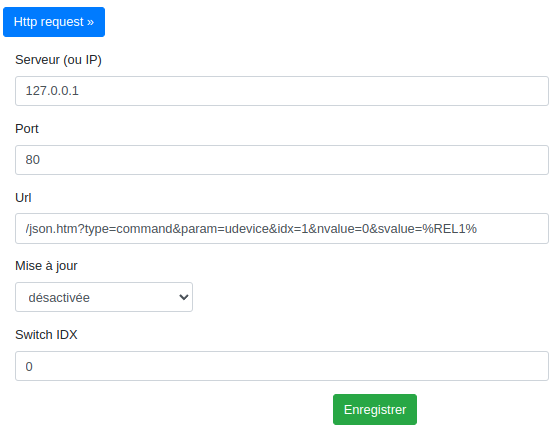 Http request »
Serveur (ou IP)
127.0.0.1
Port
80
Url
/json.htm?type=command&param=udevice&idx=1&nvalue=0&svalue=%REL1%
Mise à jour
désactivée
Switch IDX
0
Enregistrer